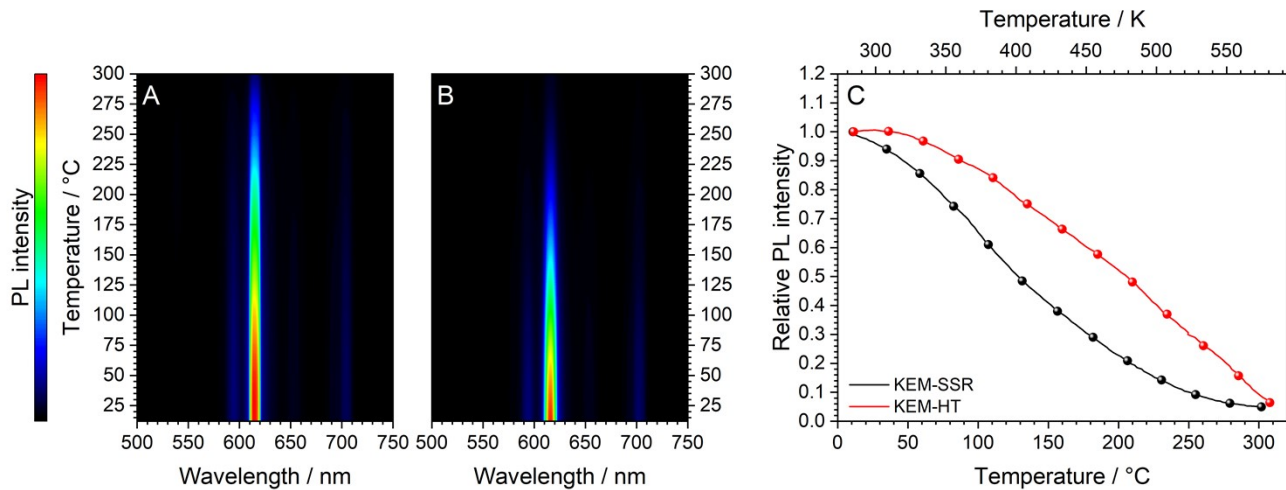 PL intensity
Temperature / °C
300
275
250
225
200
175
150
125
100
75
50
25
A
500 550 600 650 700 750
Wavelength / nm
B
300
275
250
225
200
175
150
125
100
75
50
25
500 550 600 650 700 750
Wavelength / nm
Temperature / K
300 350 400 450 500 550
C
Relative PL intensity
1.2
1.1
1.0
0.9
0.8
0.7
0.6
0.5
0.4
0.3
0.2
0.1
0.0
KEM-SSR
KEM-HT
0 50 100 150 200 250 300
Temperature / °C